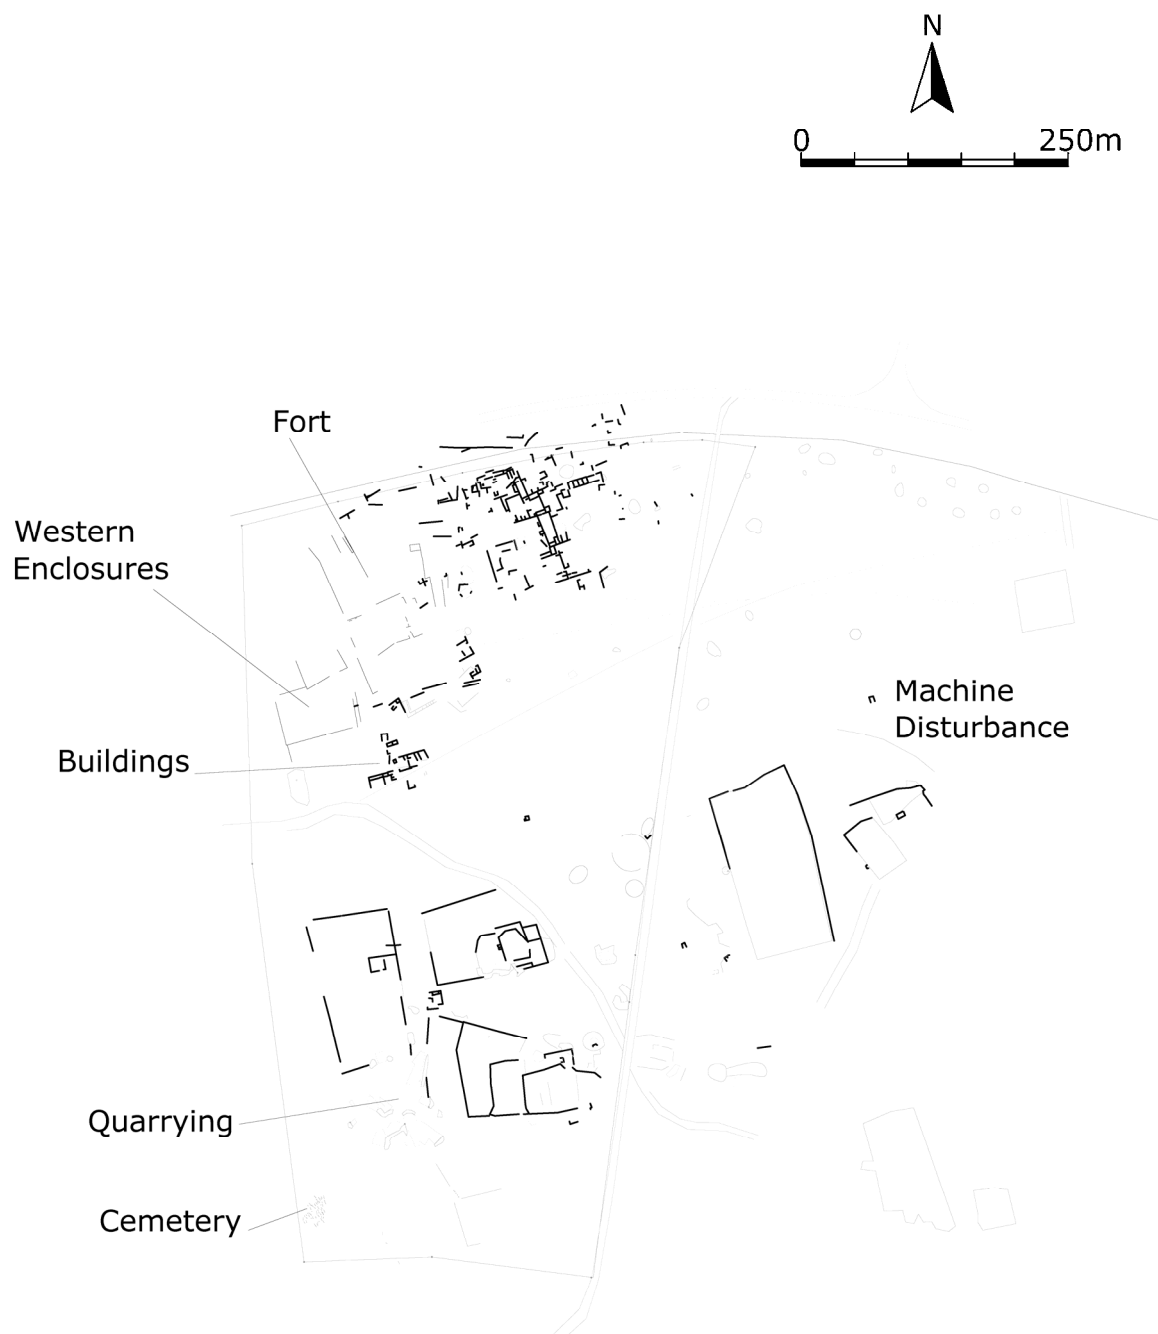 N
0 250m
Fort
Western
Enclosures
Machine
Disturbance
Buildings
Quarrying
Cemetery